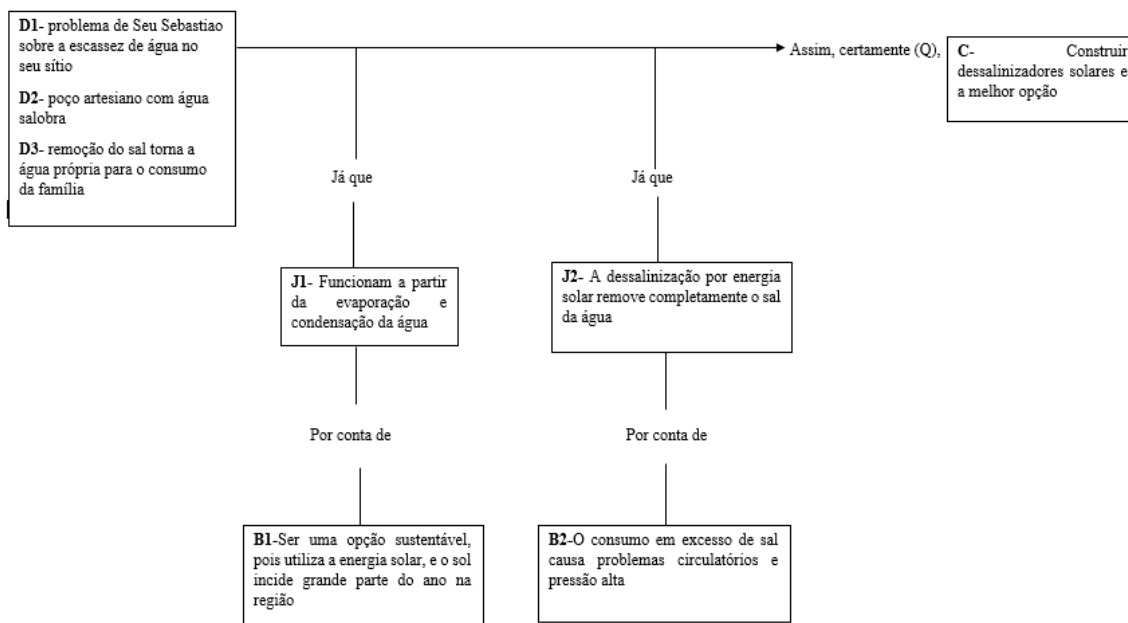 D1- problema de Seu Sebastiao
sobre a escassez de água no
seu sítio
D2- poço artesiano com água
salobra
D3- remoção do sal torna a
água própria para o consumo
da família
Assim, certamente (Q),
C- Construir
dessalinizadores solares e
a melhor opção
Já que
Já que
J1- Funcionam a partir
da evaporação e
condensação da água
J2- A dessalinização por energia
solar remove completamente o sal
da água
Por conta de
Por conta de
B1-Ser uma opção sustentável,
pois utiliza a energia solar, e o sol
incide grande parte do ano na
região
B2-O consumo em excesso de sal
causa problemas circulatórios e
pressão alta